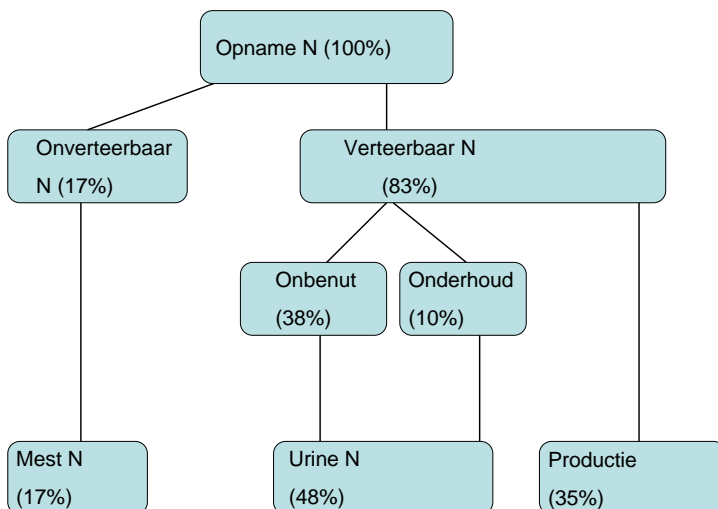 Opname N (100%)
Onverteerbaar
N (17%)
Verteerbaar N
(83%)
Onbenut
(38%)
Onderhoud
(10%)
Mest N
(17%)
Urine N
(48%)
Productie
(35%)